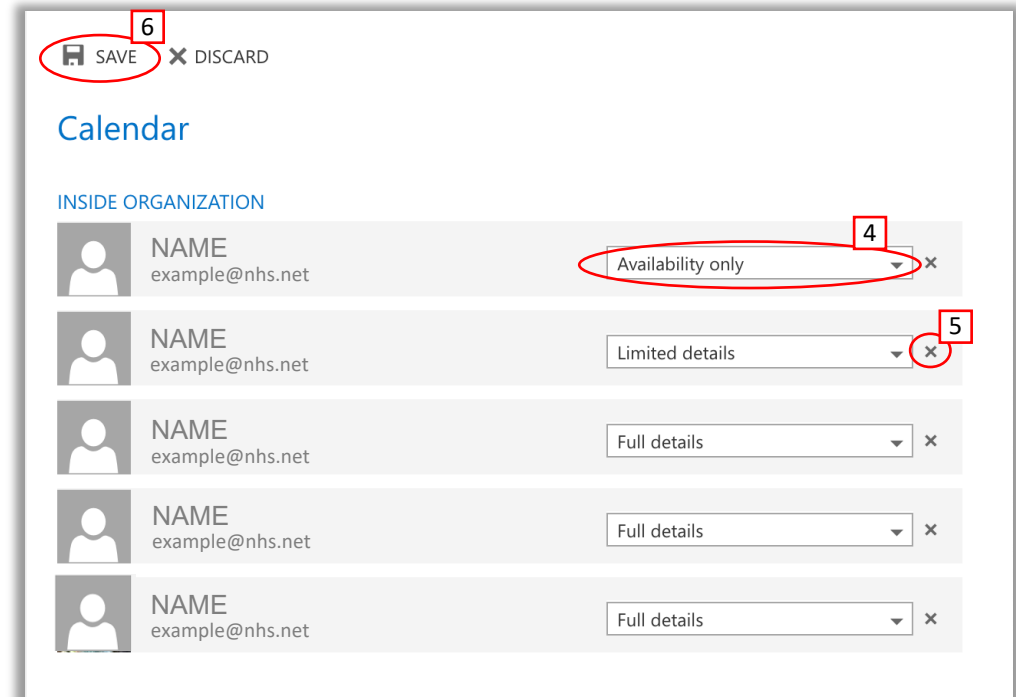 6
SAVE DISCARD
Calendar
INSIDE ORGANIZATION
4
NAME
example@nhs.net
Availability only
5
NAME
example@nhs.net
Limited details
NAME
example@nhs.net
Full details
NAME
example@nhs.net
Full details
NAME
example@nhs.net
Full details